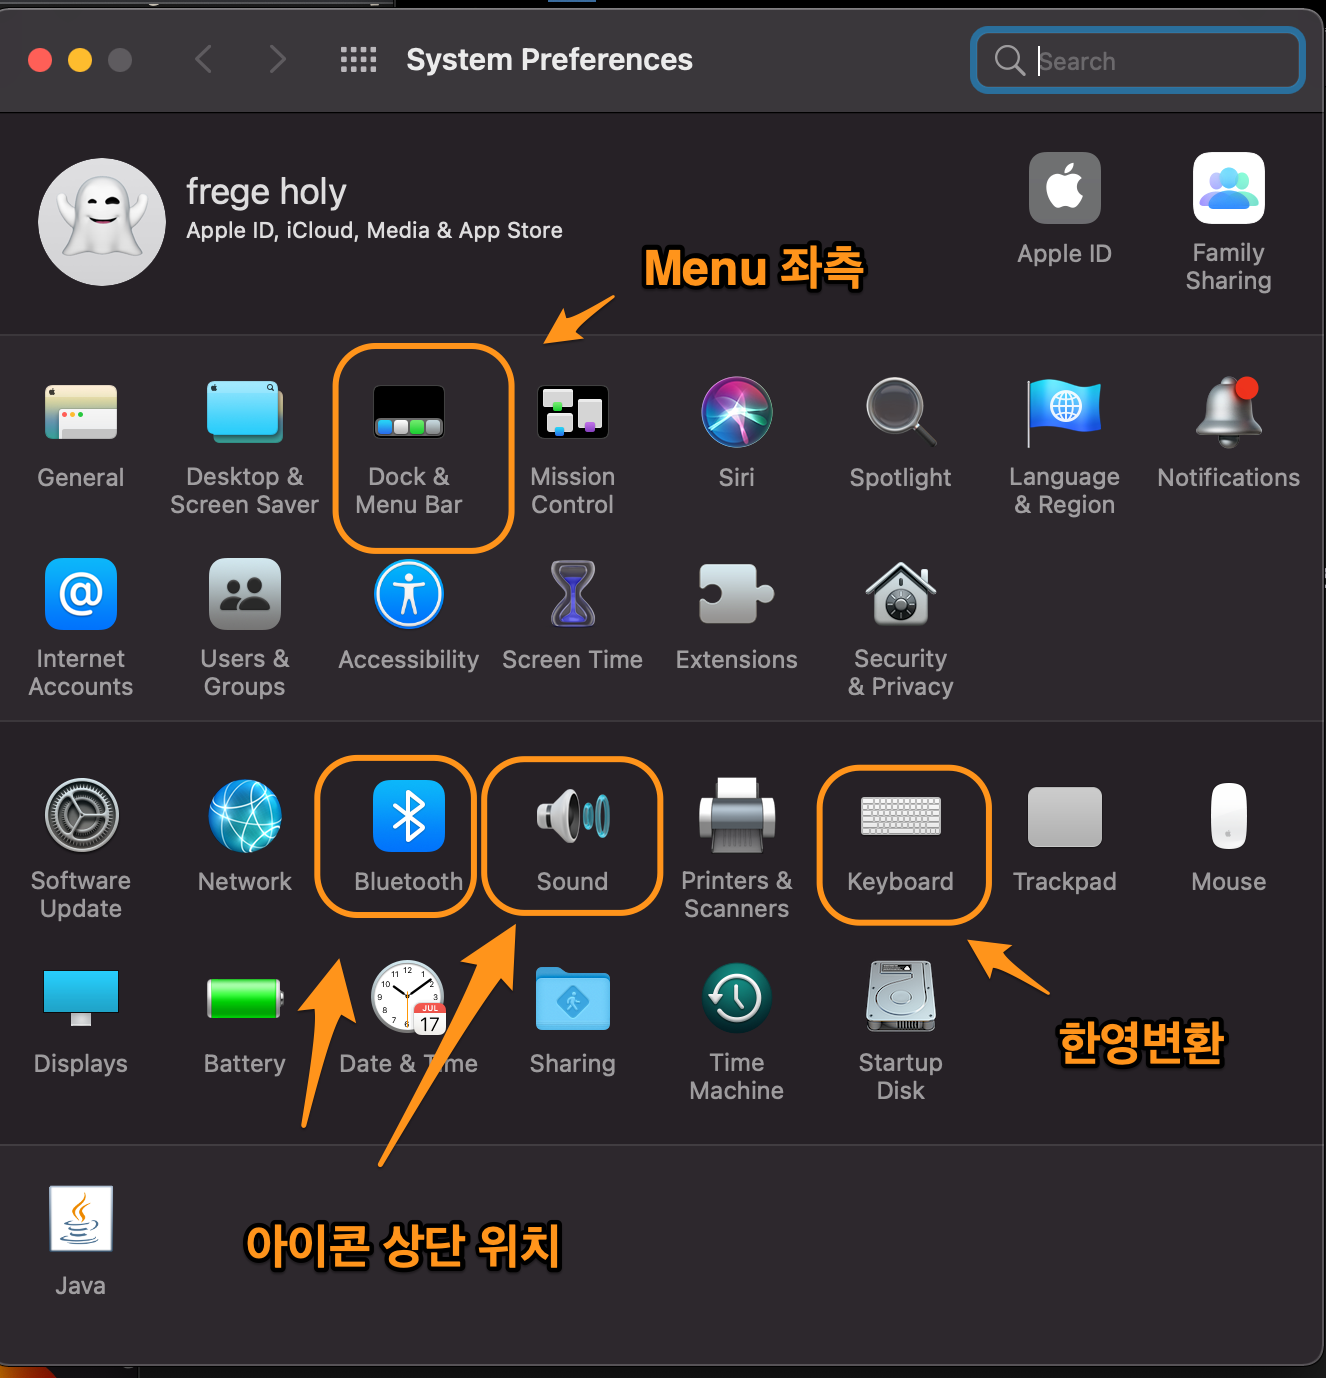 System Preferences
Search
frege holy
Apple ID, iCloud, Media & App Store
Apple ID
Family
Sharing
Menu 좌측
General
Desktop &
Screen Saver
Dock &
Menu Bar
Mission
Control
Siri
Spotlight
Language
& Region
Notifications
Internet
Accounts
Users &
Groups
Accessibility
Screen Time
Extensions
Security
& Privacy
Software
Update
Network
Bluetooth
Sound
Printers &
Scanners
Keyboard
Trackpad
Mouse
Displays
Battery
JUL
17
Date & Time
Sharing
Time
Machine
Startup
Disk
한영변환
아이콘 상단 위치
Java